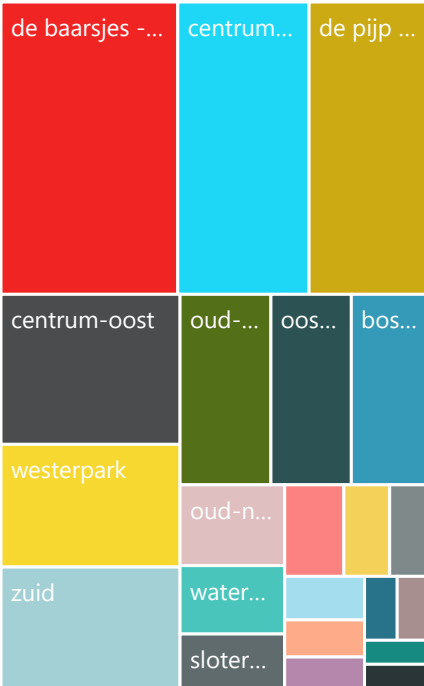 de baarsjes -...
centrum...
de pijp ...
centrum-oost
oud-...
oos...
bos...
westerpark
oud-n...
zuid
water...
sloter...